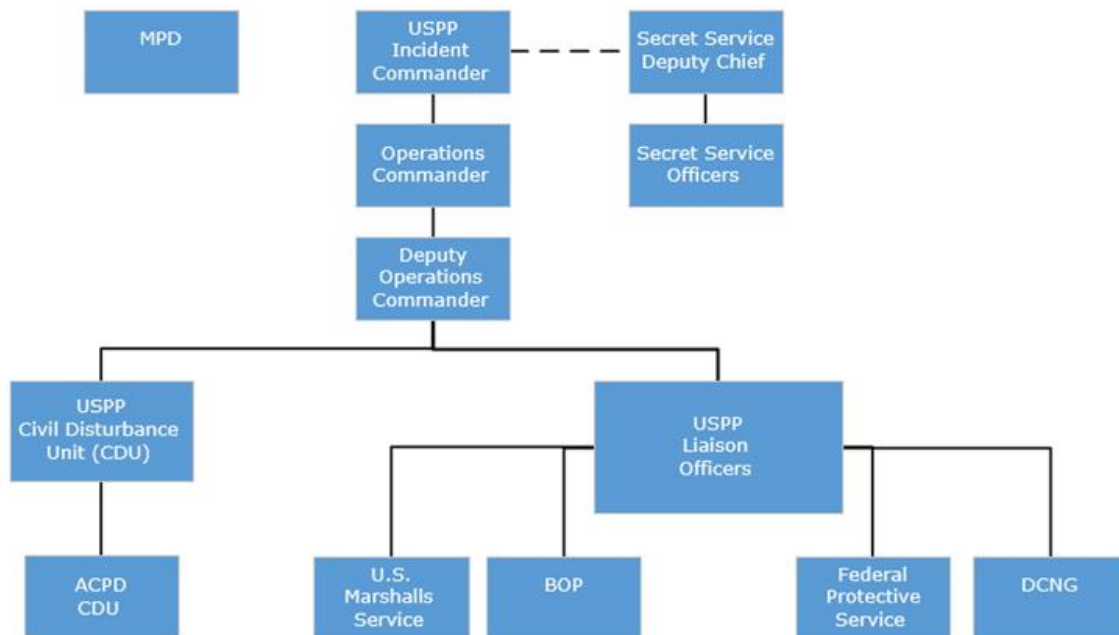 MPD
USPP
Incident
Commander
Secret Service
Deputy Chief
Operations
Commander
Secret Service
Officers
Deputy
Operations
Commander
USPP
Civil Disturbance
Unit (CDU)
USPP
Liaison
Officers
ACPD
CDU
U.S.
Marshalls
Service
BOP
Federal
Protective
Service
DCNG